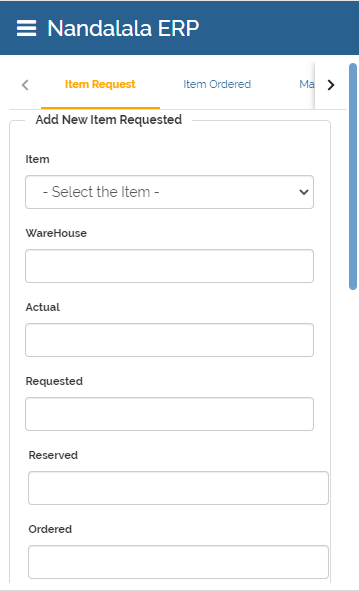 Nandalala ERP
Item Request Item Ordered Ma
Add New Item Requested
Item
- Select the Item -
WareHouse
Actual
Requested
Reserved
Ordered